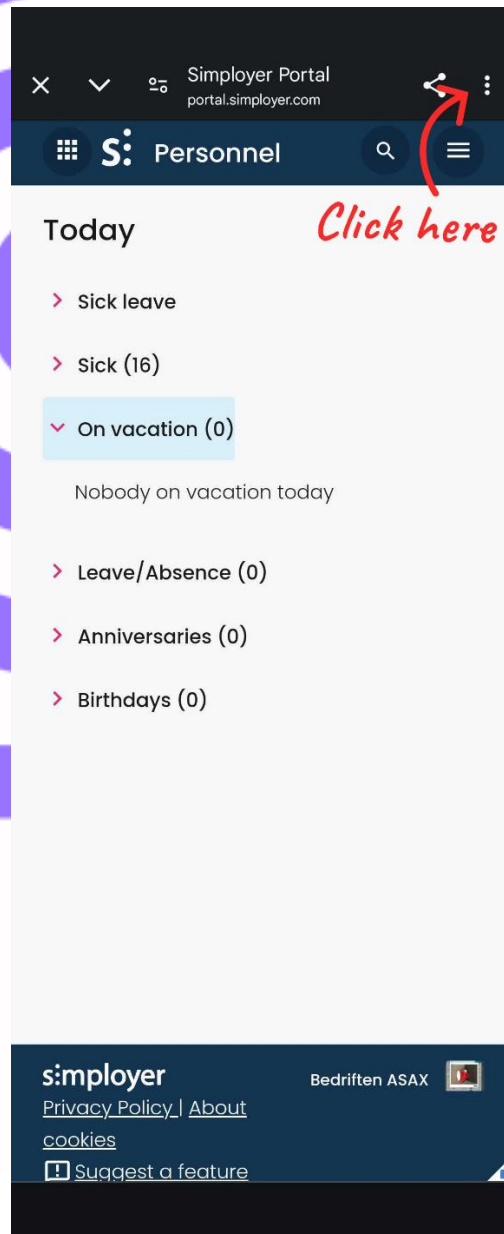 Simployer Portal
portal.simployer.com
s: Personnel
Click here
Today
Sick leave
Sick (16)
On vacation (0)
Nobody on vacation today
Leave/Absence (0)
Anniversaries (0)
Birthdays (0)
s:mployer
Bedriften ASAX
Privacy Policy | About
cookies
Suggest a feature